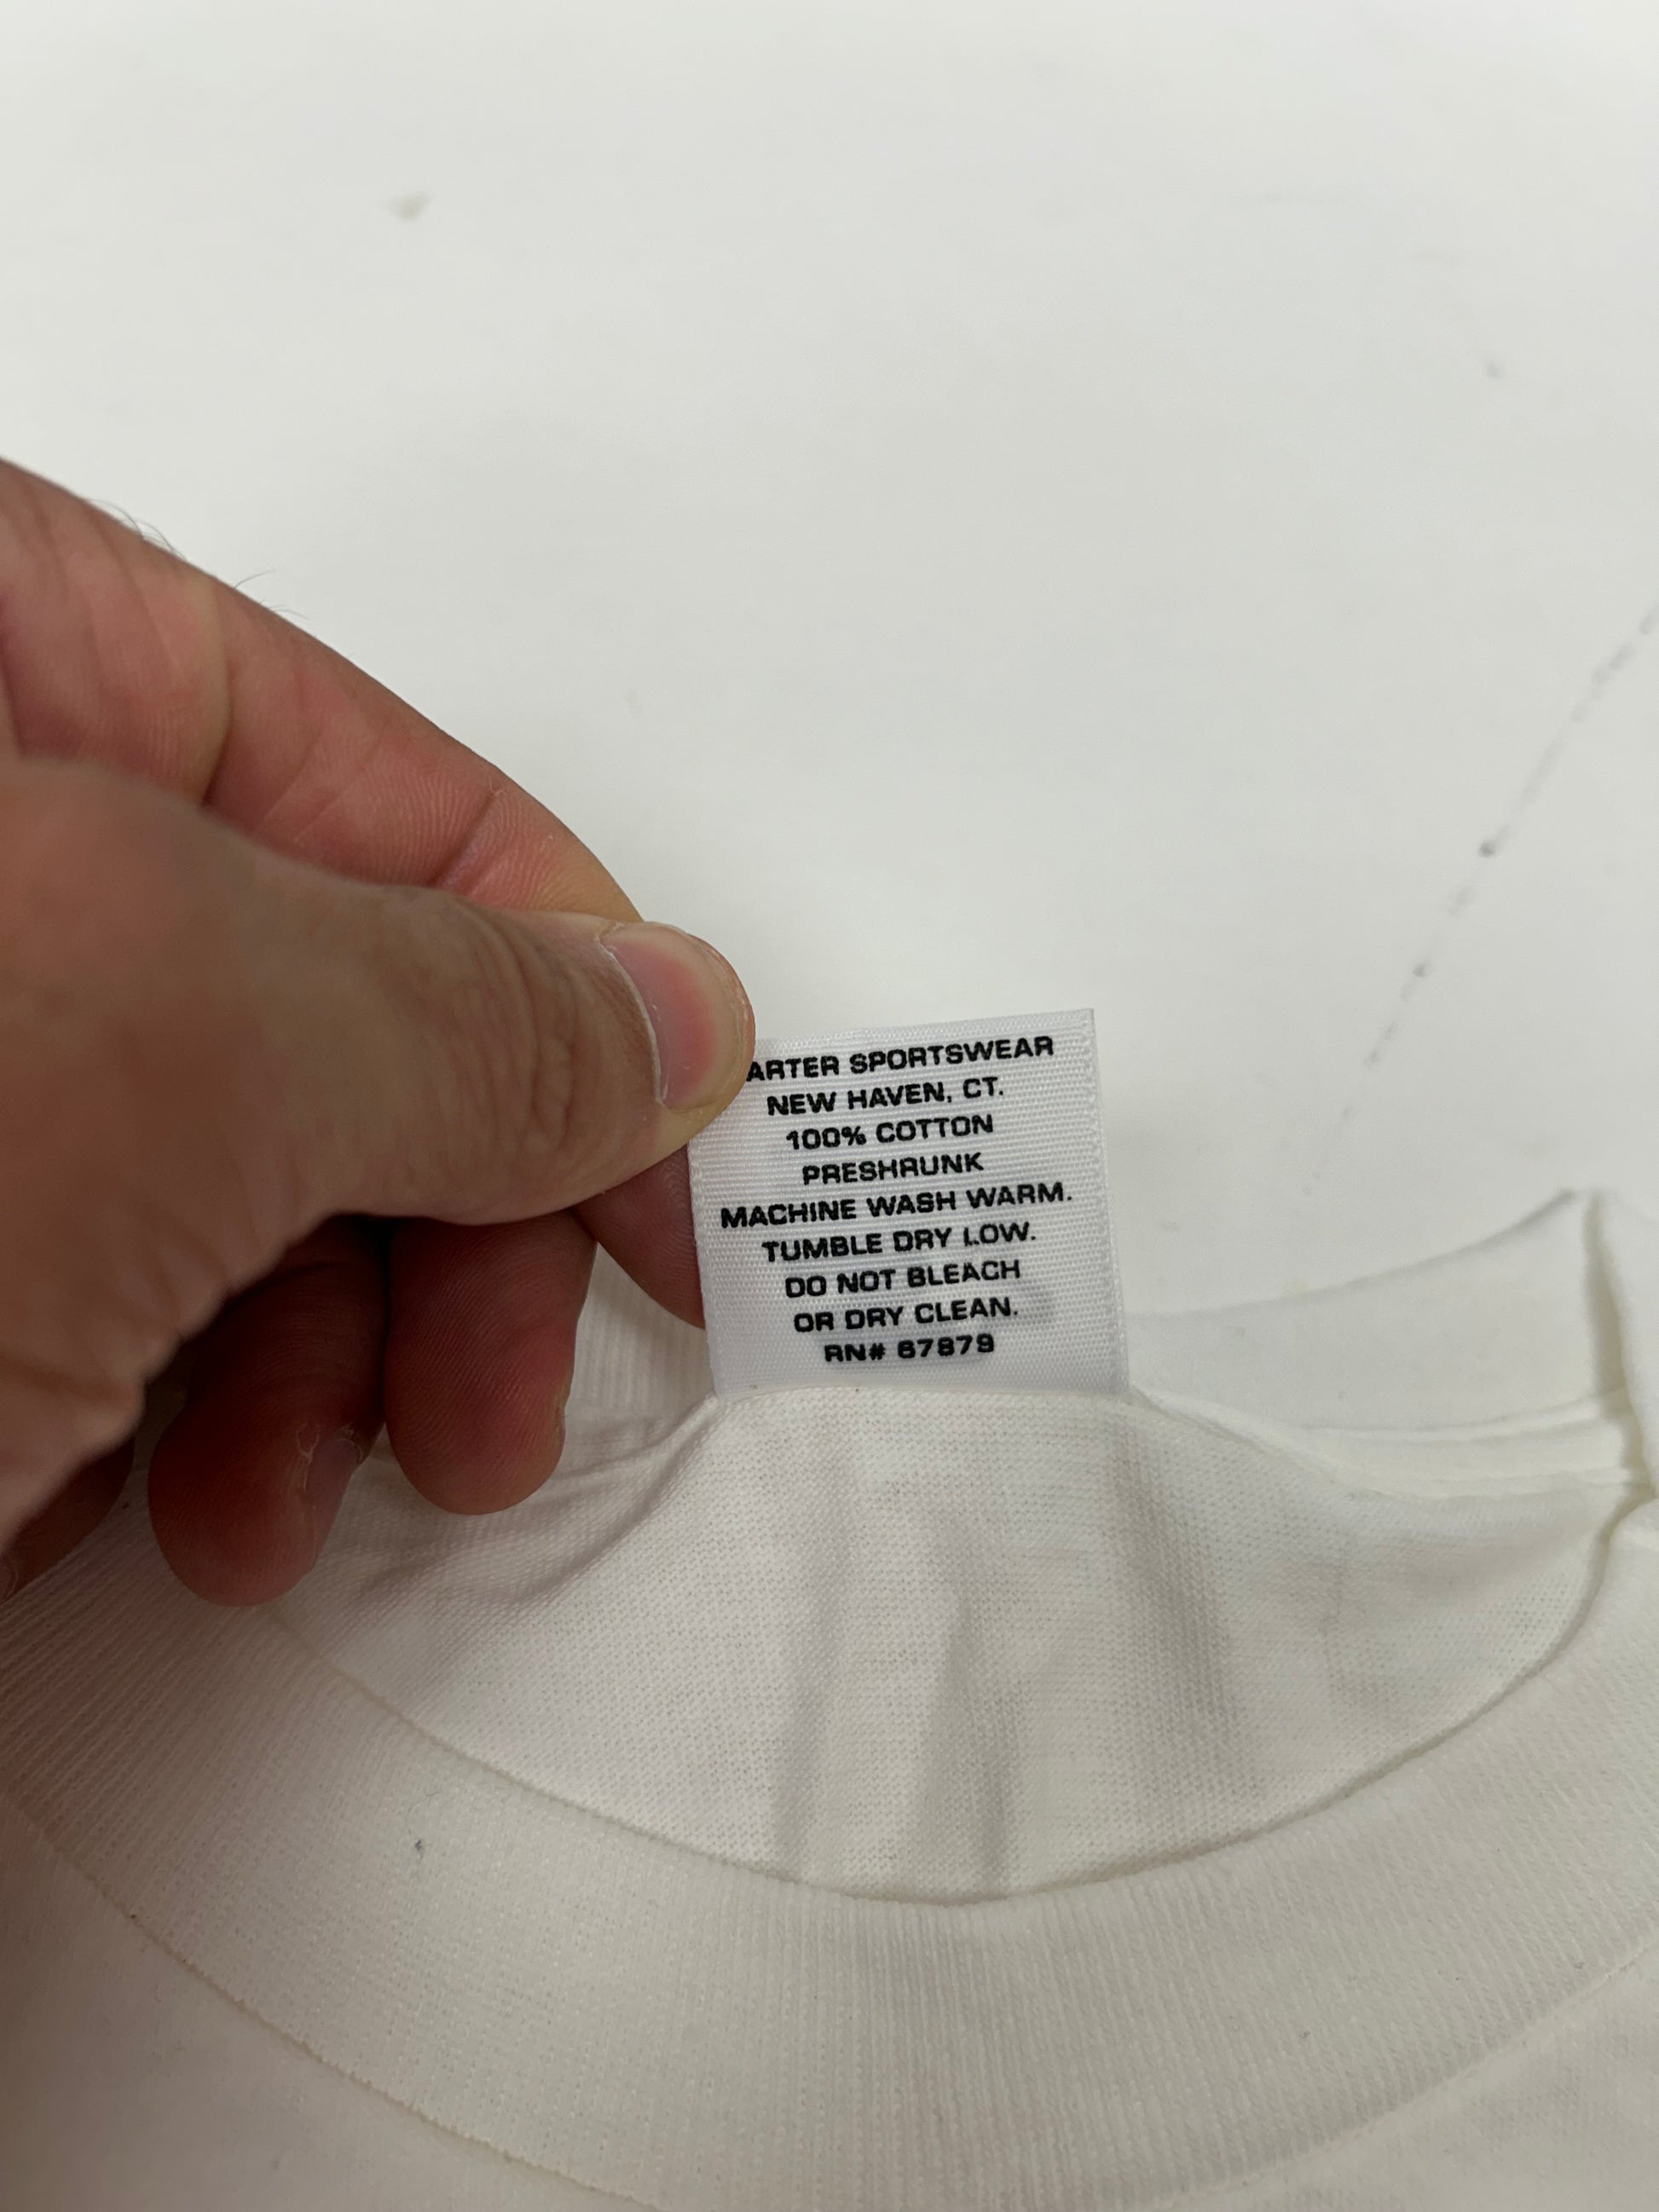 ARTER SPORTSWEAR
NEW HAVEN, CT.
100% COTTON
PRESHRUNK
MACHINE WASH WARM.
TUMBLE DRY LOW.
DO NOT BLEACH
OR DRY CLEAN.
RN# 67879